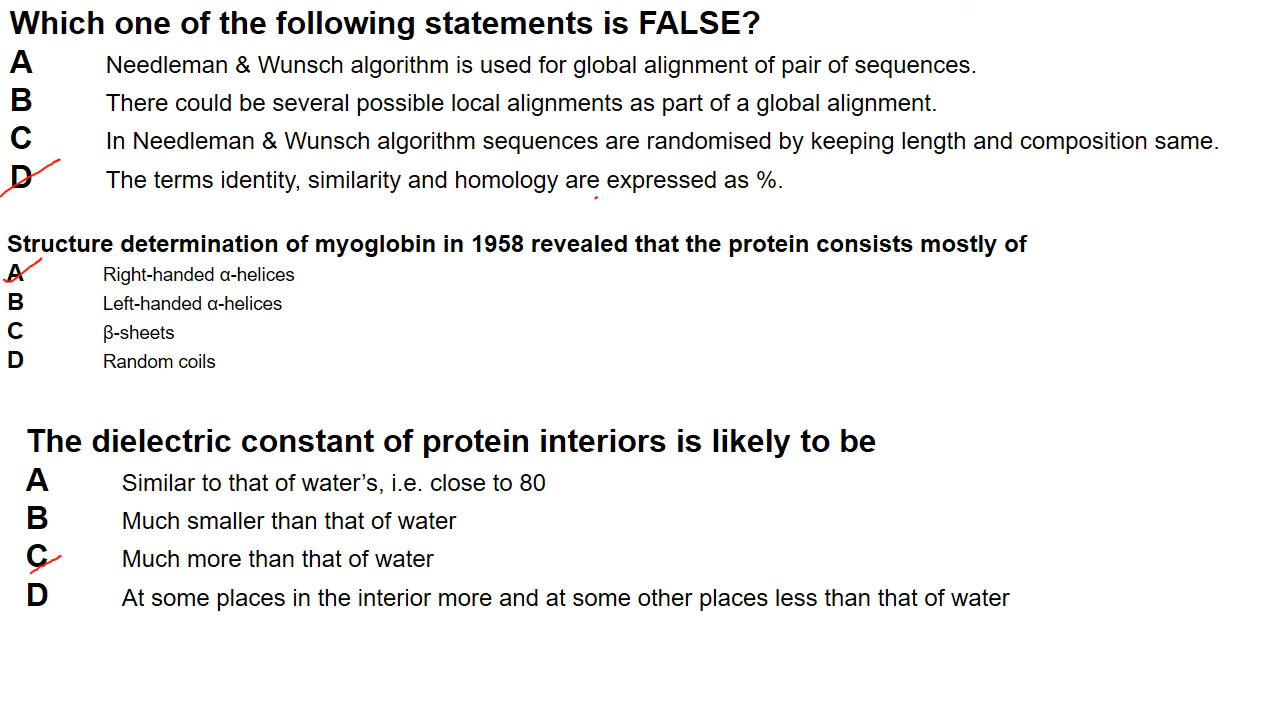 Which one of the following statements is FALSE?
A Needleman & Wunsch algorithm is used for global alignment of pair of sequences.
B There could be several possible local alignments as part of a global alignment.
C In Needleman & Wunsch algorithm sequences are randomised by keeping length and composition same.
D The terms identity, similarity and homology are expressed as %.
Structure determination of myoglobin in 1958 revealed that the protein consists mostly of
A Right-handed α-helices
B Left-handed α-helices
C β-sheets
D Random coils
The dielectric constant of protein interiors is likely to be
A Similar to that of water’s, i.e. close to 80
B Much smaller than that of water
C Much more than that of water
D At some places in the interior more and at some other places less than that of water